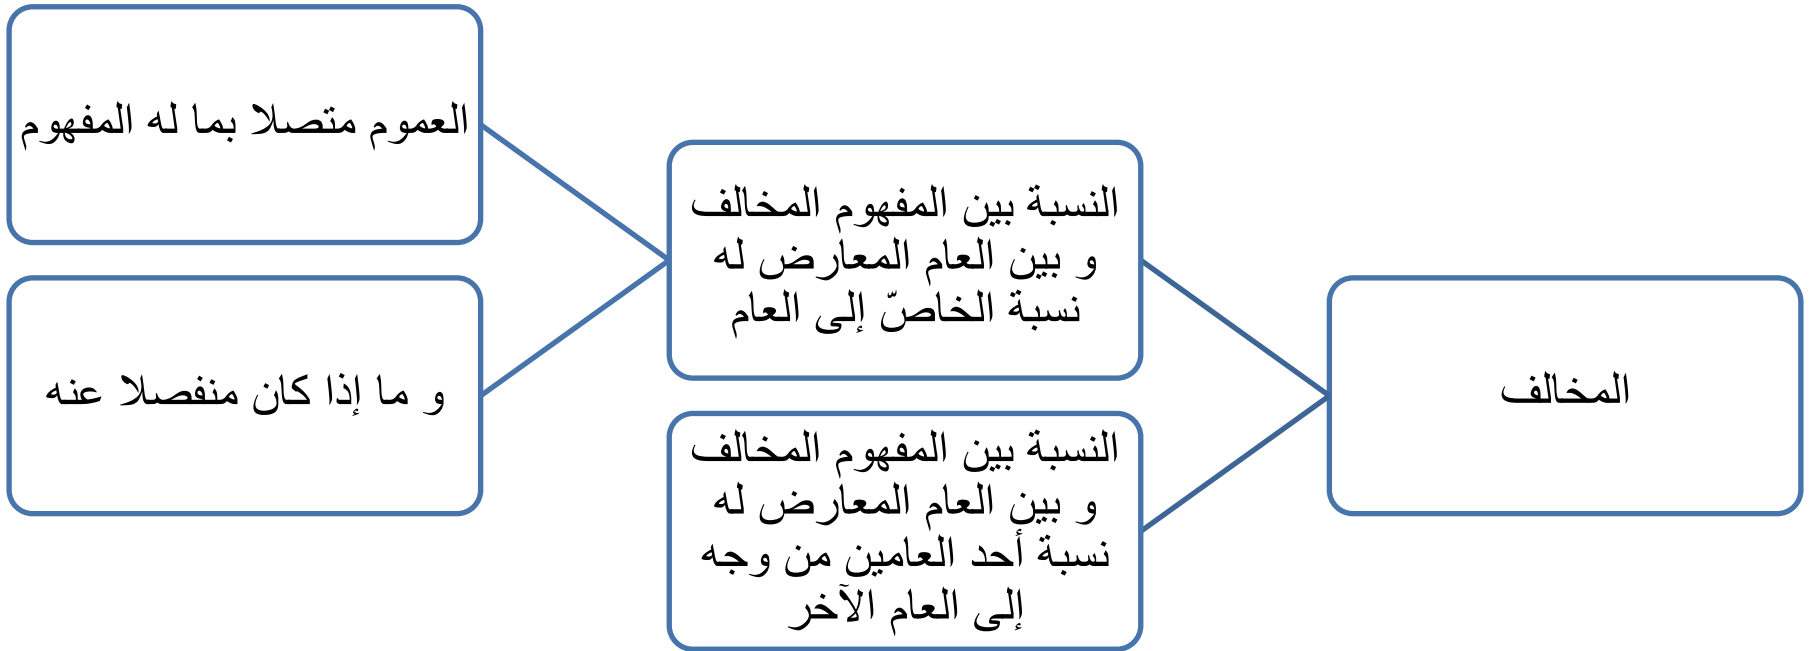 المخالف
النسبة بين المفهوم المخالف
و بين العام المعارض له
نسبة الخاصّ إلى العام
العموم متصلا بما له المفهوم
و ما إذا كان منفصلا عنه
النسبة بين المفهوم المخالف
و بين العام المعارض له
نسبة أحد العامين من وجه
إلى العام الآخر